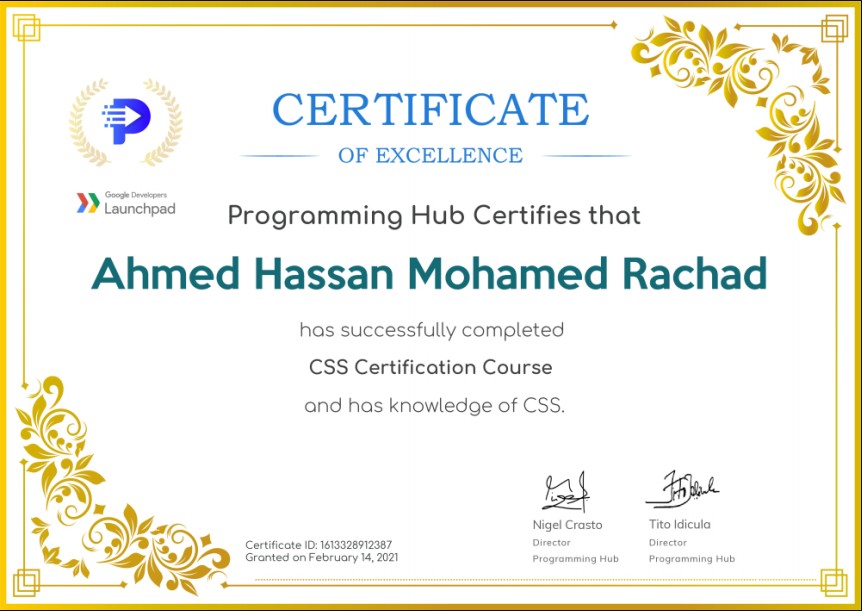 CERTIFICATE
OF EXCELLENCE
Google Developers
Launchpad
Programming Hub Certifies that
Ahmed Hassan Mohamed Rachad
has successfully completed
CSS Certification Course
and has knowledge of CSS.
Nigel Crasto
Director
Programming Hub
Tito Idicula
Director
Programming Hub
Certificate ID: 1613328912387
Granted on February 14, 2021